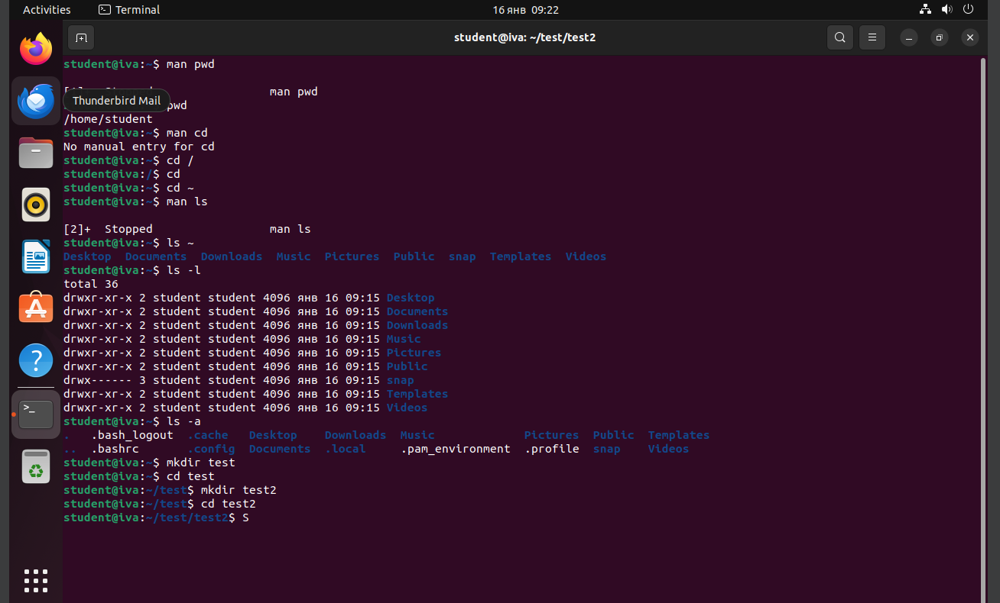 Activities Terminal 16 янв 09:22
student@iva: ~/test/test2
student@iva:~$ man pwd
man pwd
Thunderbird Mail pwd
/home/student
student@iva:~$ man cd
No manual entry for cd
student@iva:~$ cd /
student@iva:/$ cd
student@iva:~$ cd ~
student@iva:~$ man ls
[2]+  Stopped                 man ls
student@iva:~$ ls ~
Desktop  Documents  Downloads  Music  Pictures  Public  snap  Templates  Videos
student@iva:~$ ls -l
total 36
drwxr-xr-x 2 student student 4096 янв 16 09:15 Desktop
drwxr-xr-x 2 student student 4096 янв 16 09:15 Documents
drwxr-xr-x 2 student student 4096 янв 16 09:15 Downloads
drwxr-xr-x 2 student student 4096 янв 16 09:15 Music
drwxr-xr-x 2 student student 4096 янв 16 09:15 Pictures
drwxr-xr-x 2 student student 4096 янв 16 09:15 Public
drwx------ 3 student student 4096 янв 16 09:15 snap
drwxr-xr-x 2 student student 4096 янв 16 09:15 Templates
drwxr-xr-x 2 student student 4096 янв 16 09:15 Videos
student@iva:~$ ls -a
.   .bash_logout  .cache   Desktop    Downloads  Music             Pictures  Public  Templates
..  .bashrc       .config  Documents  .local     .pam_environment  .profile  snap    Videos
student@iva:~$ mkdir test
student@iva:~$ cd test
student@iva:~/test$ mkdir test2
student@iva:~/test$ cd test2
student@iva:~/test/test2$ S